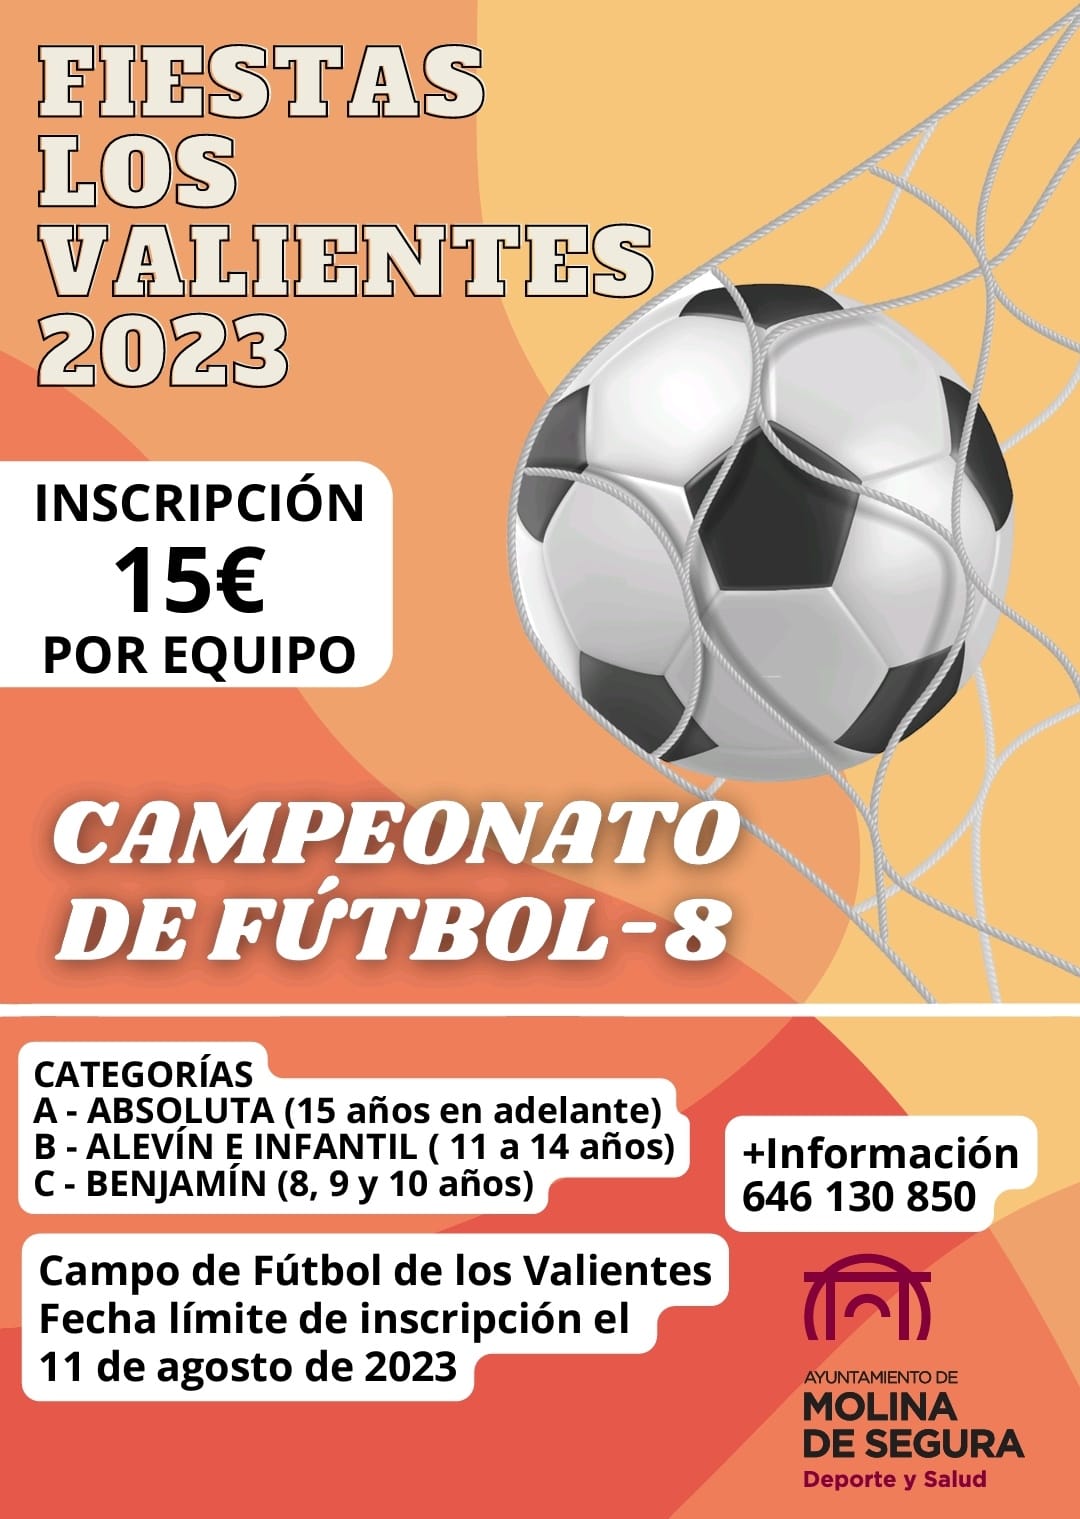 FIESTAS
LOS
VALIENTES
2023
INSCRIPCIÓN
15€
POR EQUIPO
CAMPEONATO
DE FÚTBOL-8
CATEGORÍAS
A - ABSOLUTA (15 años en adelante)
B - ALEVÍN E INFANTIL ( 11 a 14 años)
C - BENJAMÍN (8, 9 y 10 años)
+Información
646 130 850
Campo de Fútbol de los Valientes
Fecha límite de inscripción el
11 de agosto de 2023
AYUNTAMIENTO DE
MOLINA
DE SEGURA
Deporte y Salud